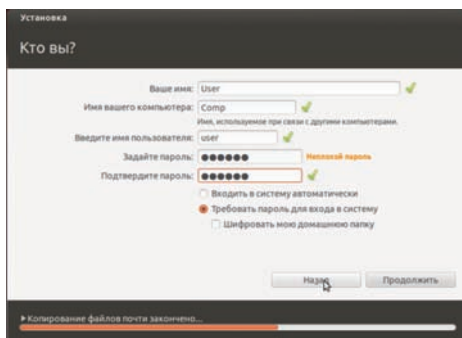 Установка
Кто вы?
Ваше имя: User
Имя вашего компьютера: Comp
Имя, используемое при связи с другими компьютерами.
Введите имя пользователя: user
Задайте пароль: ●●●●●● Неплохой пароль
Подтвердите пароль: ●●●●●●
Входить в систему автоматически
Требовать пароль для входа в систему
Шифровать мою домашнюю папку
Назад Продолжить
Копирование файлов почти закончено...